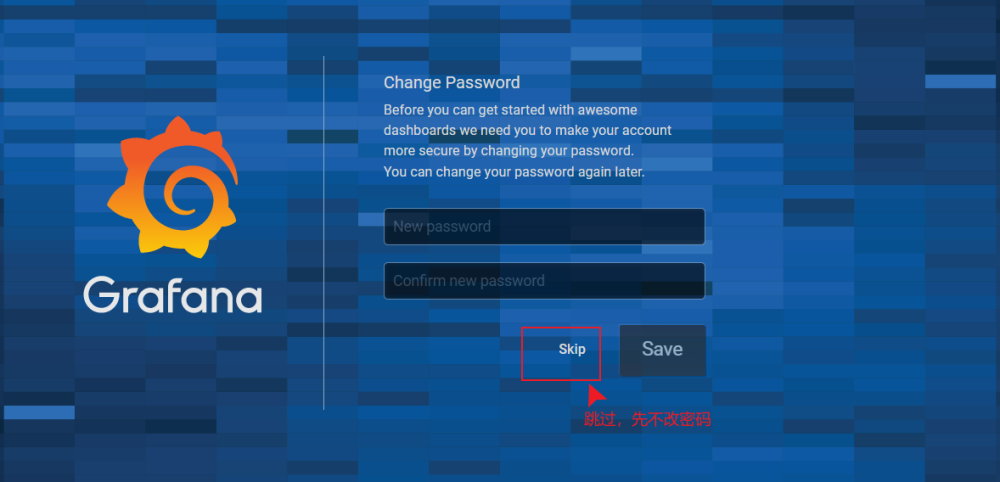 Grafana
Change Password
Before you can get started with awesome
dashboards we need you to make your account
more secure by changing your password.
You can change your password again later.
New password
Confirm new password
Skip
Save
跳过，先不改密码